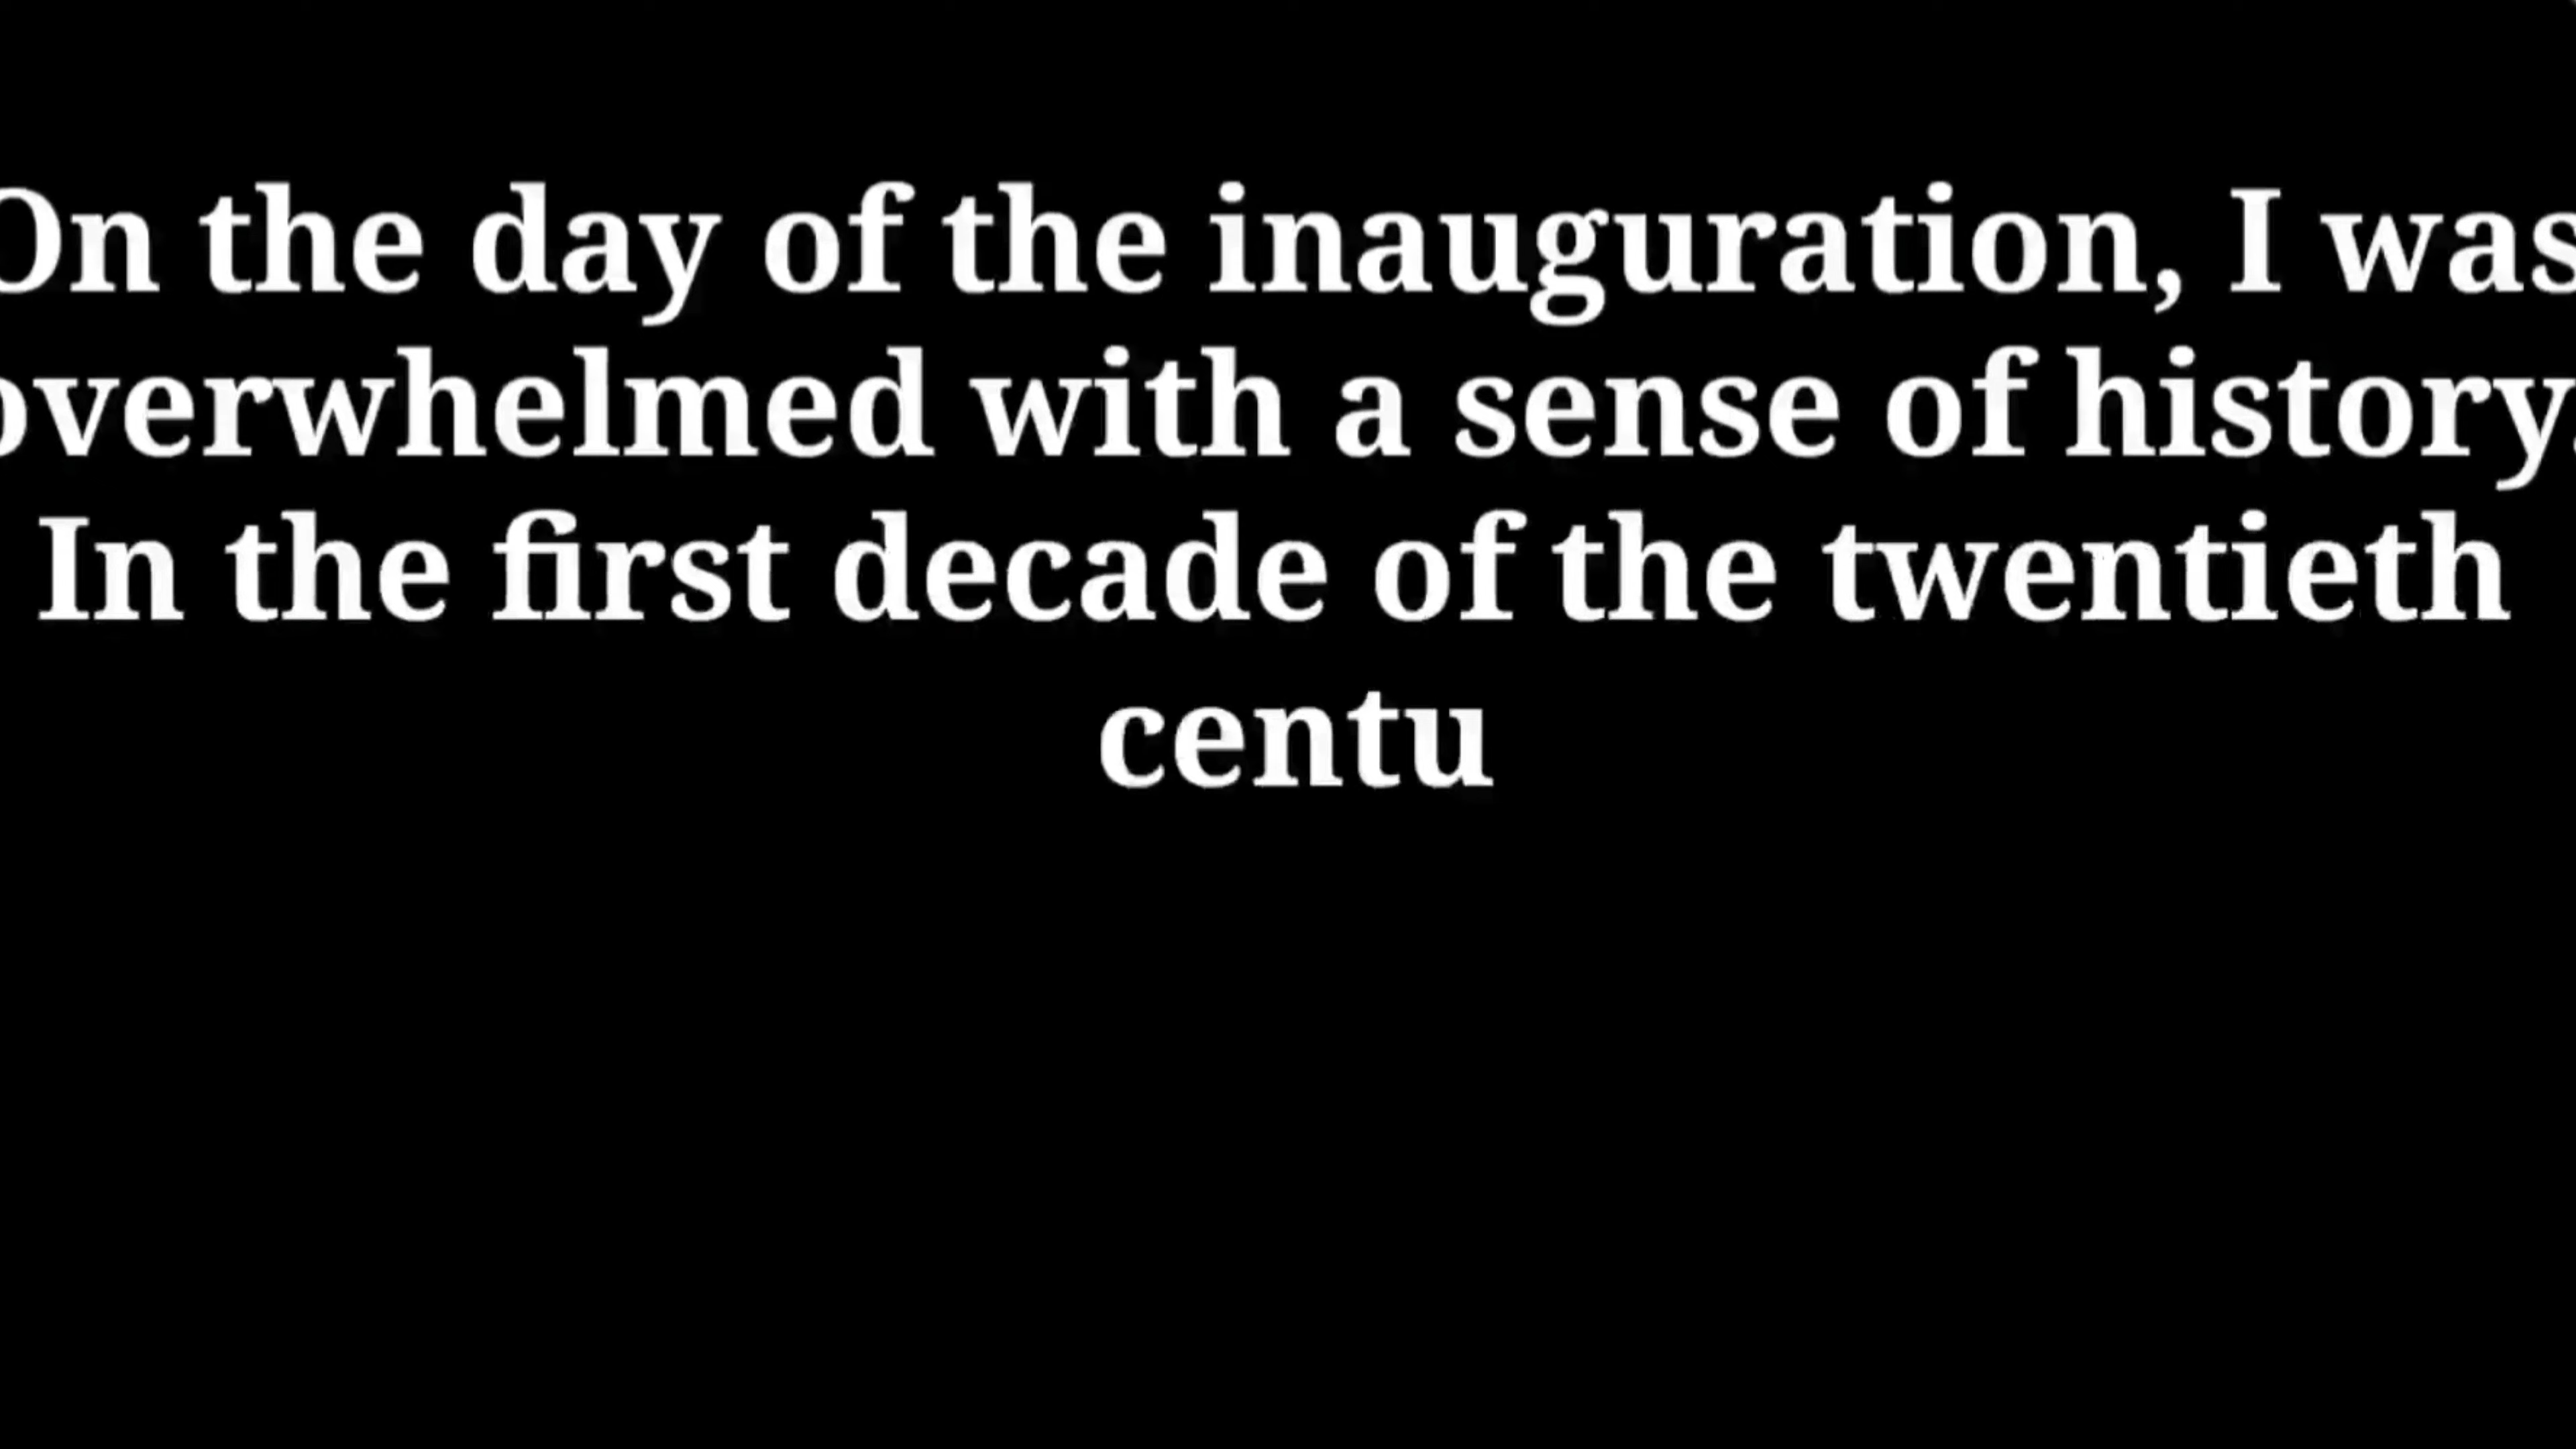 On the day of the inauguration, I was
overwhelmed with a sense of history.
In the first decade of the twentieth
centu